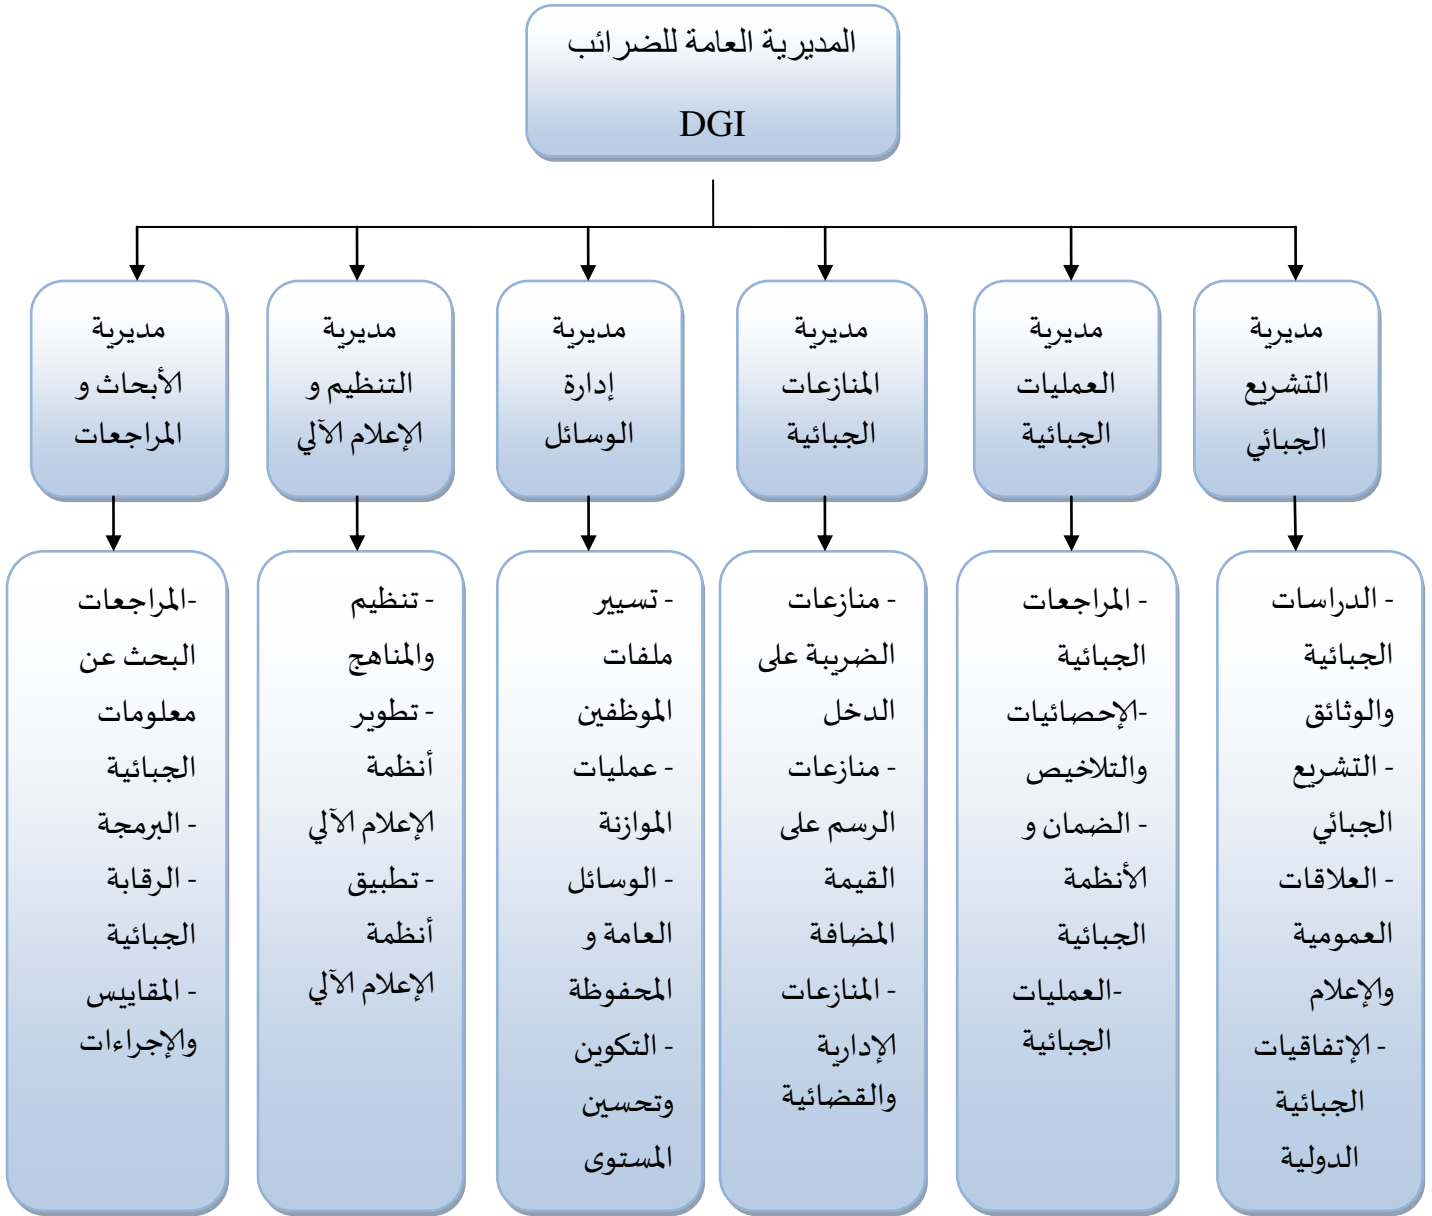 المديرية العامة للضرائب
DGI
مديرية
التشريع
الجبائي
مديرية
العمليات
الجبائية
مديرية
المنازعات
الجبائية
مديرية
إدارة
الوسائل
مديرية
التنظيم و
الإعلام الآلي
مديرية
الأبحاث و
المراجعات
- الدراسات
الجبائية
والوثائق
- التشريع
الجبائي
- العلاقات
العمومية
والإعلام
- الإتفاقيات
الجبائية
الدولية
- المراجعات
الجبائية
-الإحصائيات
والتلاخيص
- الضمان و
الأنظمة
الجبائية
-العمليات
الجبائية
- منازعات
الضريبة على
الدخل
- منازعات
الرسم على
القيمة
المضافة
- المنازعات
الإدارية
والقضائية
- تسيير
ملفات
الموظفين
- عمليات
الموازنة
- الوسائل
العامة و
المحفوظة
- التكوين
وتحسين
المستوى
- تنظيم
والمناهج
- تطوير
أنظمة
الإعلام الآلي
- تطبيق
أنظمة
الإعلام الآلي
-المراجعات
البحث عن
معلومات
الجبائية
- البرمجة
- الرقابة
الجبائية
- المقاييس
والإجراءات